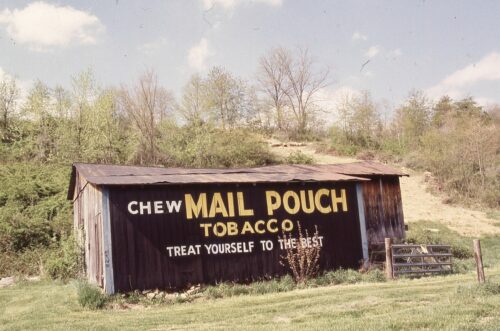 CHEW MAIL POUCH
TOBACCO
TREAT YOURSELF TO THE BEST